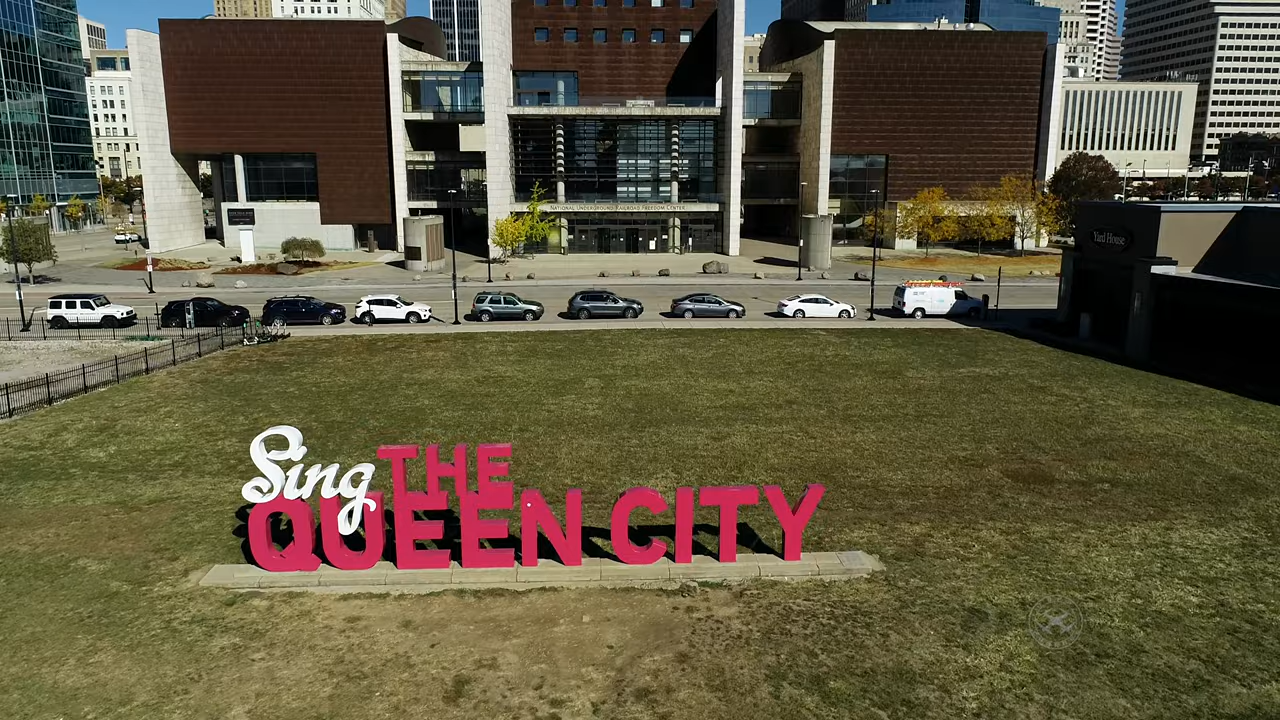 NATIONAL UNDERGROUND RAILROAD FREEDOM CENTER
Yard House
Sing THE
QUEEN CITY